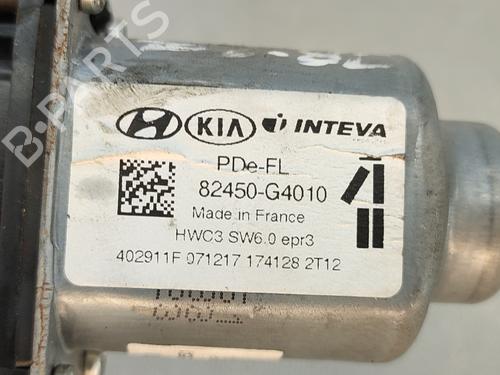 B-PARTS
KIA INTEVA
PDe-FL
82450-G4010
Made in France
HWC3 SW6.0 epr3
402911F 071217 174128 2T12